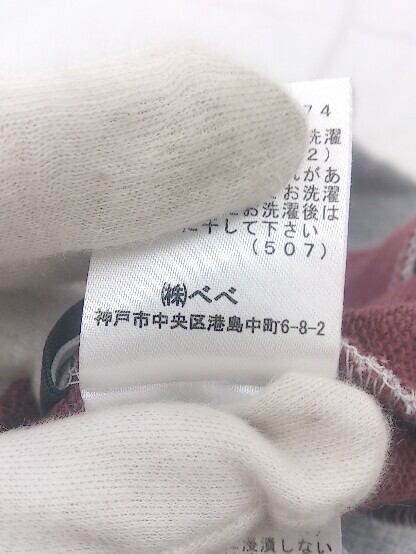 74
洗濯
2)
があ
お洗濯
お洗濯後は
干して下さい
(507)
㈱べべ
神戸市中央区港島中町6-8-2
浸漬しない